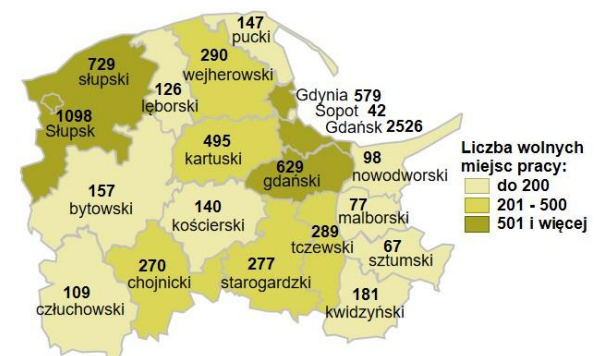 147
pucki
290
wejherowski
729
słupski
126
lęborski
1098
Słupsk
Gdynia 579
Sopot 42
Gdańsk 2526
495
kartuski
629
gdański
98
nowodworski
Liczba wolnych
miejsc pracy:
do 200
201 - 500
501 i więcej
157
bytowski
140
kościerski
77
malborski
289
tczewski
67
sztumski
270
chojnicki
277
starogardzki
109
człuchowski
181
kwidzyński